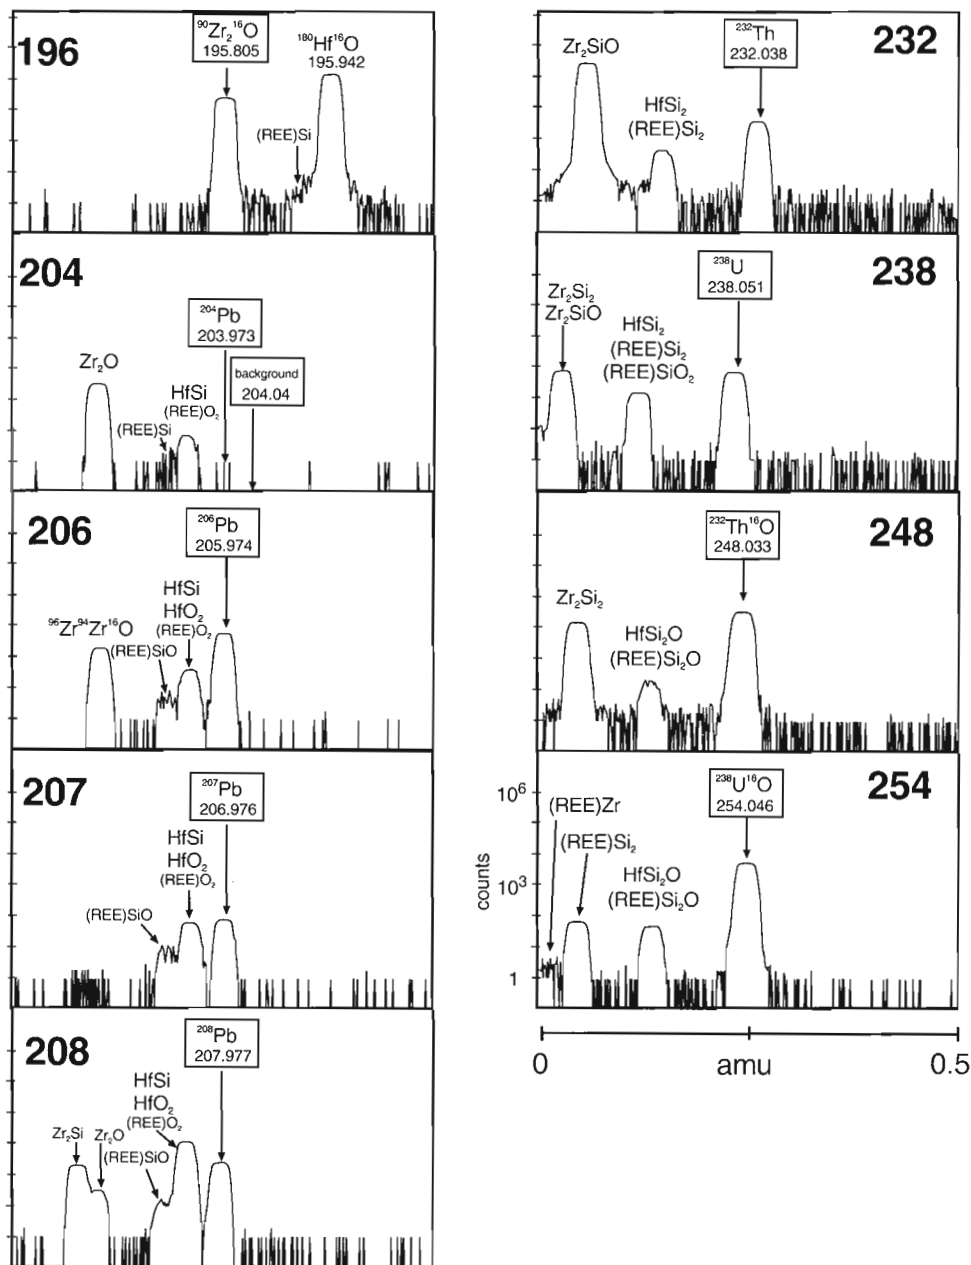 196
⁹⁰Zr₂¹⁶O
195.805
¹⁸⁰Hf¹⁶O
195.942
(REE)Si
204
²⁰⁴Pb
203.973
background
204.04
Zr₂O
HfSi
(REE)O₂
(REE)Si
206
²⁰⁶Pb
205.974
HfSi
HfO₂
(REE)O₂
⁹⁶Zr⁹⁴Zr¹⁶O
(REE)SiO
207
²⁰⁷Pb
206.976
HfSi
HfO₂
(REE)O₂
(REE)SiO
208
²⁰⁸Pb
207.977
HfSi
HfO₂
(REE)O₂
Zr₂Si
Zr₂O
(REE)SiO
232
Zr₂SiO
²³²Th
232.038
HfSi₂
(REE)Si₂
238
²³⁸U
238.051
Zr₂Si₂
Zr₂SiO
HfSi₂
(REE)Si₂
(REE)SiO₂
248
²³²Th¹⁶O
248.033
Zr₂Si₂
HfSi₂O
(REE)Si₂O
254
²³⁸U¹⁶O
254.046
(REE)Zr
(REE)Si₂
HfSi₂O
(REE)Si₂O
10⁶
10³
1
counts
0
amu
0.5